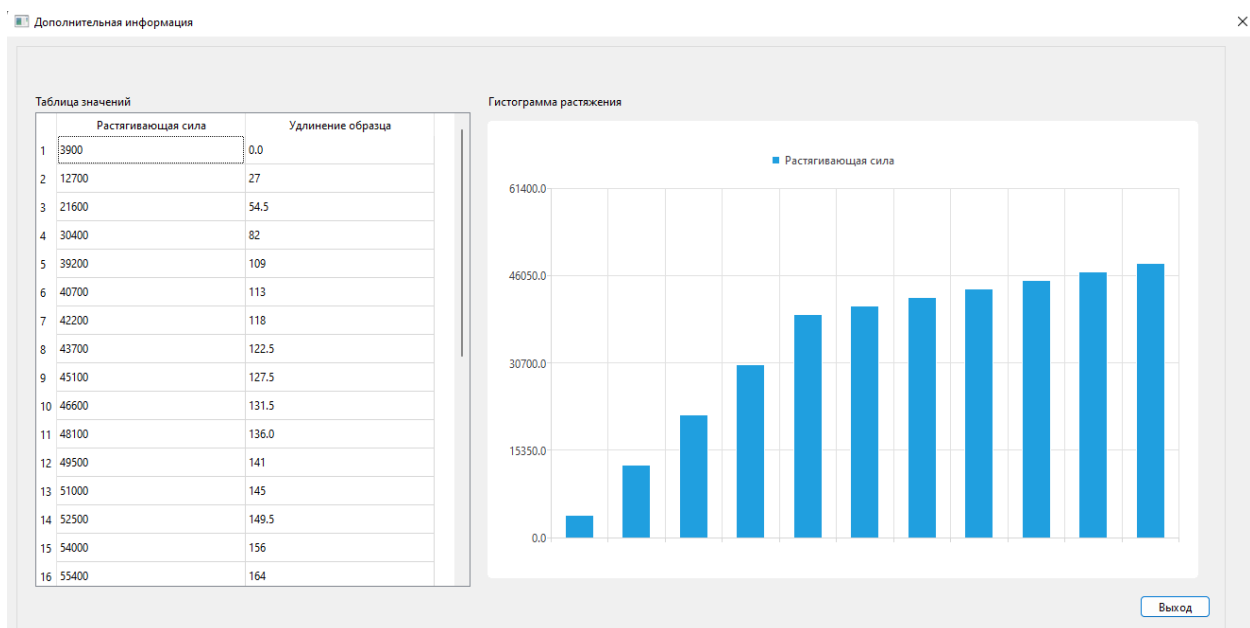 Дополнительная информация
Таблица значений
Растягивающая сила Удлинение образца
1 3900 0.0
2 12700 27
3 21600 54.5
4 30400 82
5 39200 109
6 40700 113
7 42200 118
8 43700 122.5
9 45100 127.5
10 46600 131.5
11 48100 136.0
12 49500 141
13 51000 145
14 52500 149.5
15 54000 156
16 55400 164
Гистограмма растяжения
Растягивающая сила
61400.0
46050.0
30700.0
15350.0
0.0
Выход